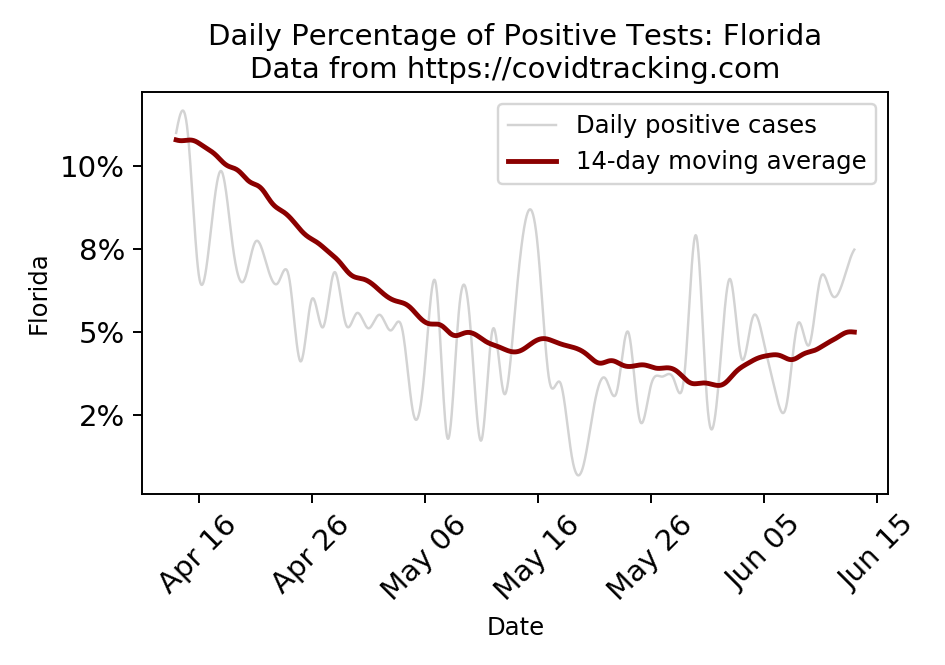 Daily Percentage of Positive Tests: Florida
Data from https://covidtracking.com
Daily positive cases
14-day moving average
10%
8%
5%
2%
Florida
Apr 16
Apr 26
May 06
May 16
May 26
Jun 05
Jun 15
Date